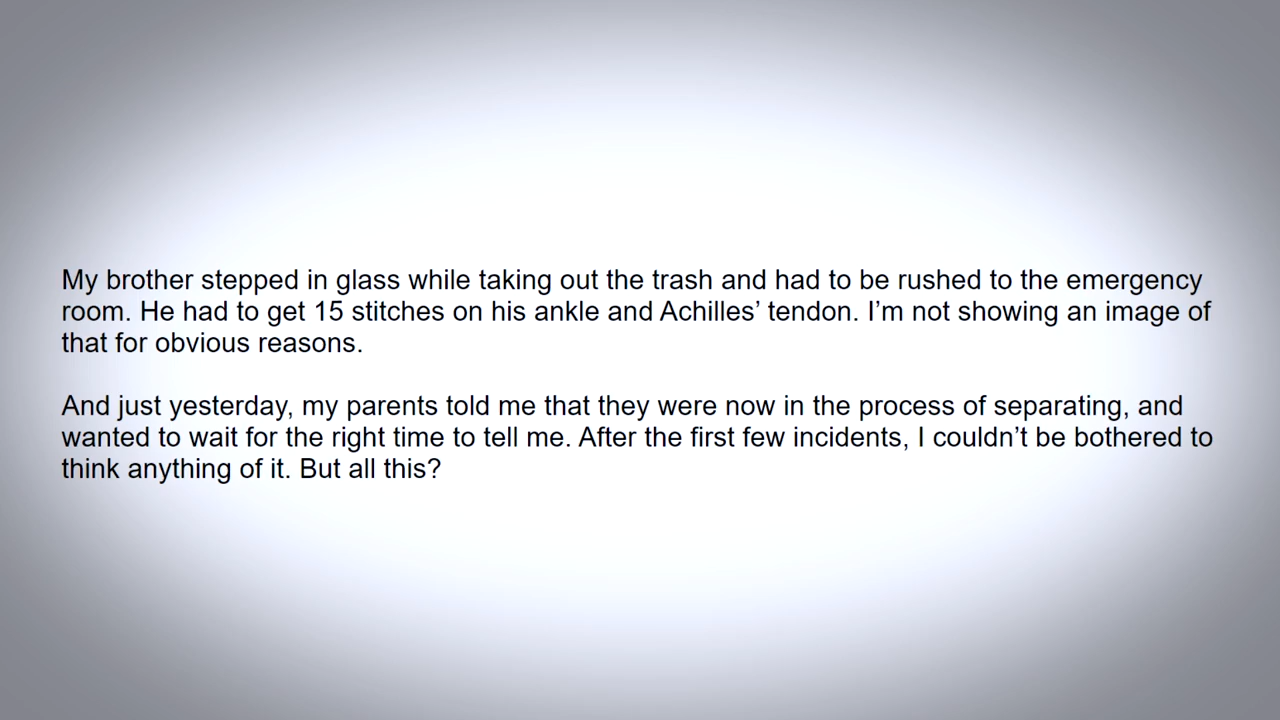 My brother stepped in glass while taking out the trash and had to be rushed to the emergency
room. He had to get 15 stitches on his ankle and Achilles’ tendon. I’m not showing an image of
that for obvious reasons.
And just yesterday, my parents told me that they were now in the process of separating, and
wanted to wait for the right time to tell me. After the first few incidents, I couldn’t be bothered to
think anything of it. But all this?